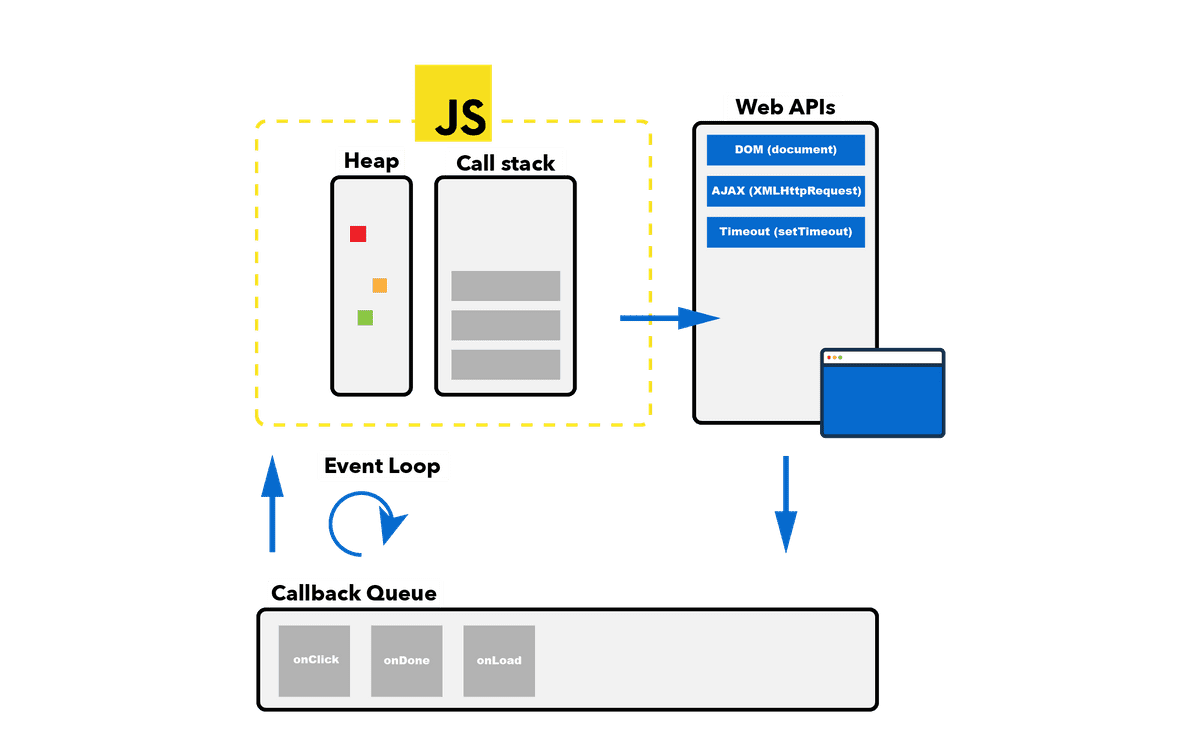 JS
Web APIs
Heap
Call stack
DOM (document)
AJAX (XMLHttpRequest)
Timeout (setTimeout)
Event Loop
Callback Queue
onClick
onDone
onLoad